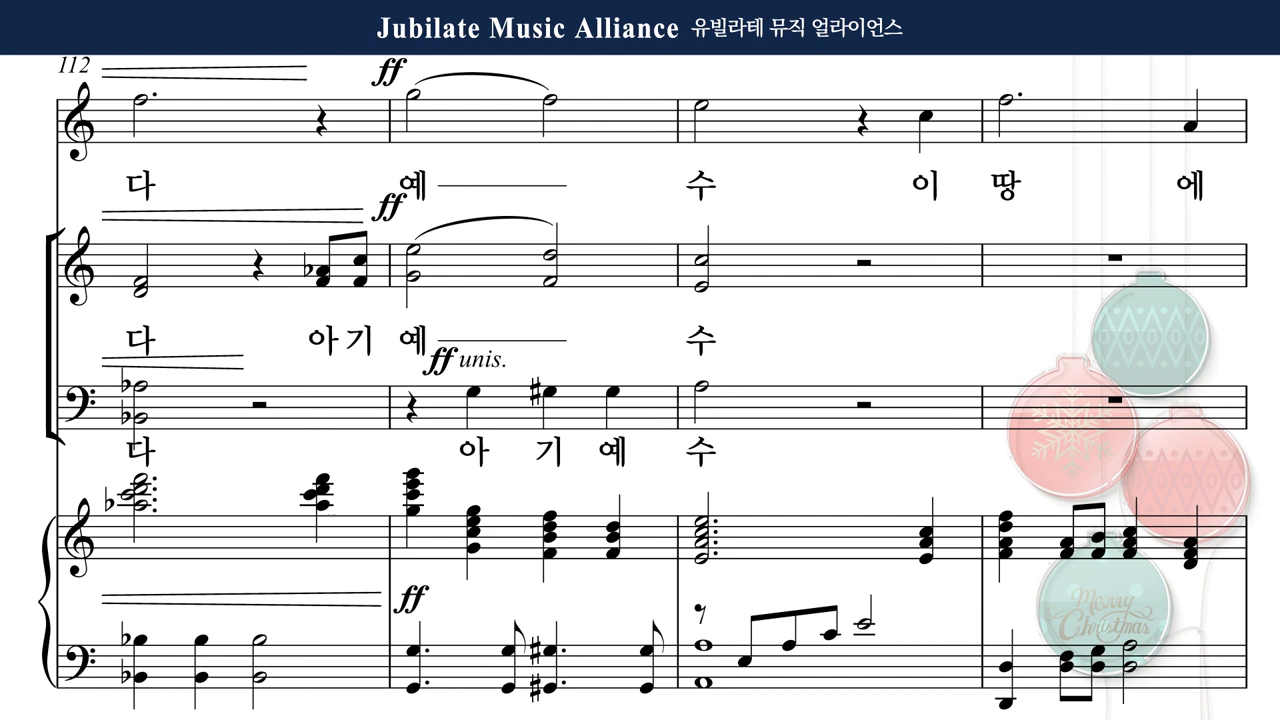 Jubilate Music Alliance 유빌라테 뮤직 얼라이언스
112
ff
다 예 수 이 땅 에
ff
다 아 기 예 수
ff unis.
다 아 기 예 수
ff
Merry
Christmas